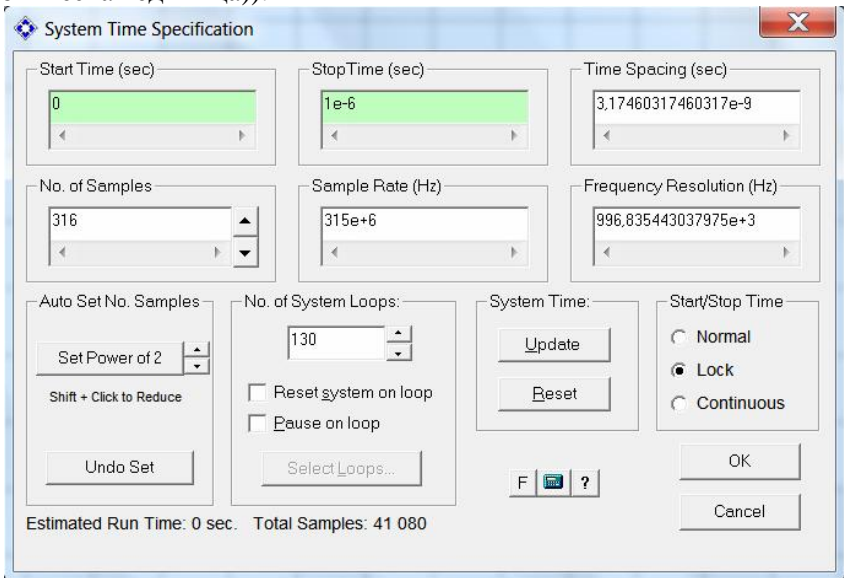 System Time Specification
Start Time (sec)
StopTime (sec)
Time Spacing (sec)
0
1e-6
3,17460317460317e-9
No. of Samples
Sample Rate (Hz)
Frequency Resolution (Hz)
316
315e+6
996,835443037975e+3
Auto Set No. Samples
No. of System Loops:
System Time:
Start/Stop Time
Set Power of 2
130
Update
Normal
Lock
Shift + Click to Reduce
Reset system on loop
Reset
Continuous
Pause on loop
Undo Set
Select Loops...
F
?
OK
Cancel
Estimated Run Time: 0 sec. Total Samples: 41 080